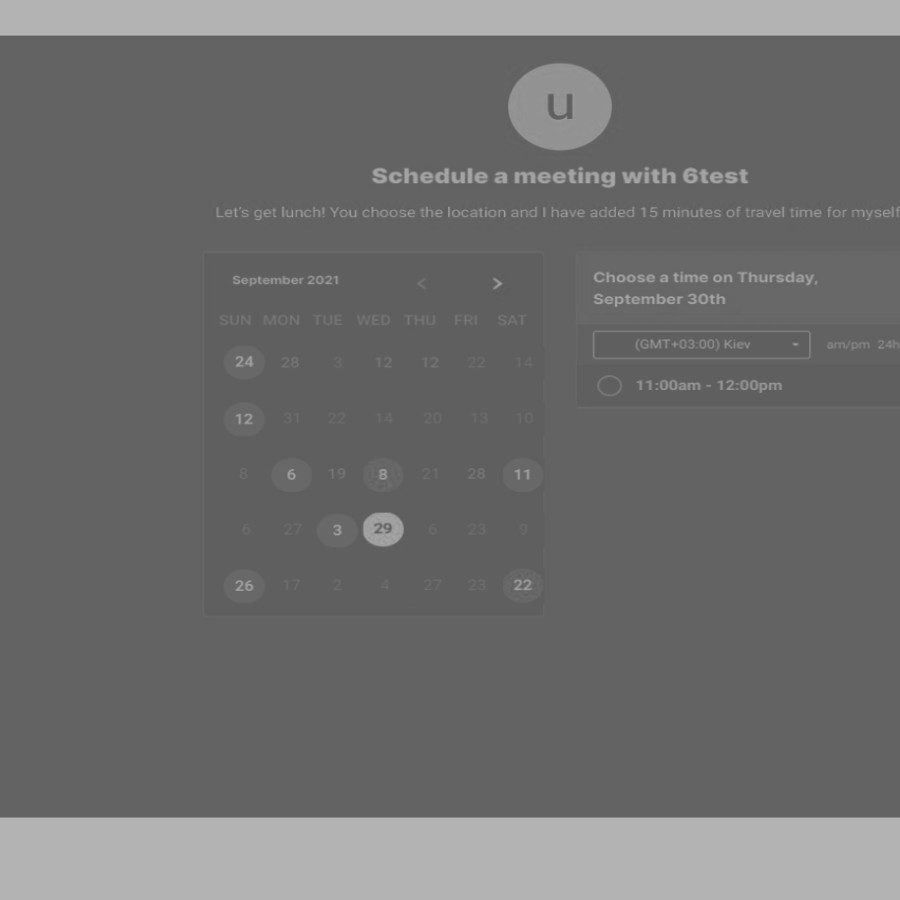 u
Schedule a meeting with 6test
Let's get lunch! You choose the location and I have added 15 minutes of travel time for myself
September 2021 < >
SUN MON TUE WED THU FRI SAT
24 28 3 12 12 22 14
12 31 22 14 20 13 10
8 6 19 8 21 28 11
6 27 3 29 6 23 9
26 17 2 4 27 23 22
Choose a time on Thursday,
September 30th
(GMT+03:00) Kiev
am/pm 24h
11:00am - 12:00pm